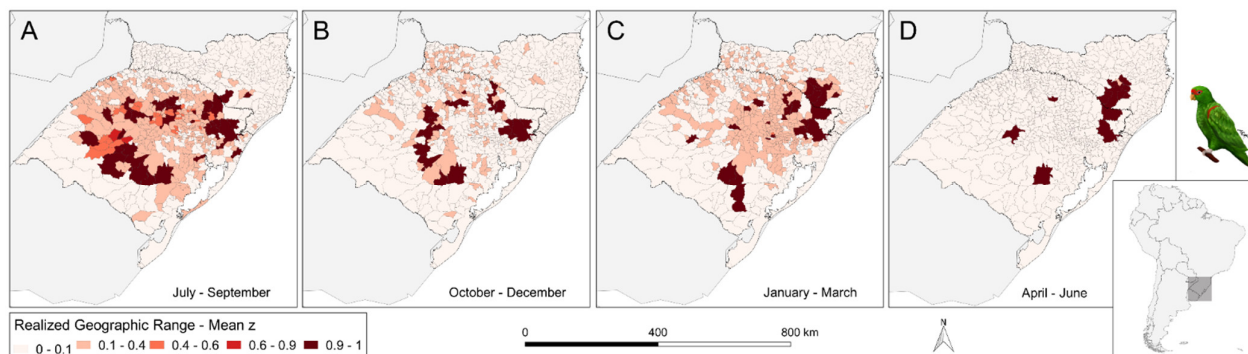 A
B
C
D
July - September
October - December
January - March
April - June
Realized Geographic Range - Mean z
0 - 0.1 0.1 - 0.4 0.4 - 0.6 0.6 - 0.9 0.9 - 1
0 400 800 km
N